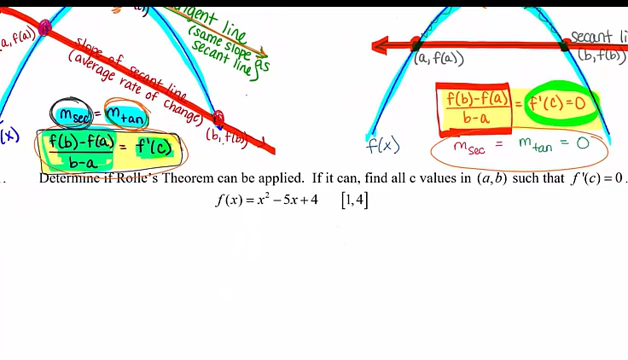 tangent line
(same slope as
secant line)
a, f(a))
slope of secant line
(average rate of change)
(b, f(b))
m_sec = m_tan
f(b)-f(a)/b-a = f'(c)
(x)
secant li
(a, f(a))
(b, f(b))
f(b)-f(a)/b-a = f'(c)=0
m_sec = m_tan = 0
f(x)
Determine if Rolle's Theorem can be applied. If it can, find all c values in (a,b) such that f'(c)=0.
f(x)=x²-5x+4 [1,4]